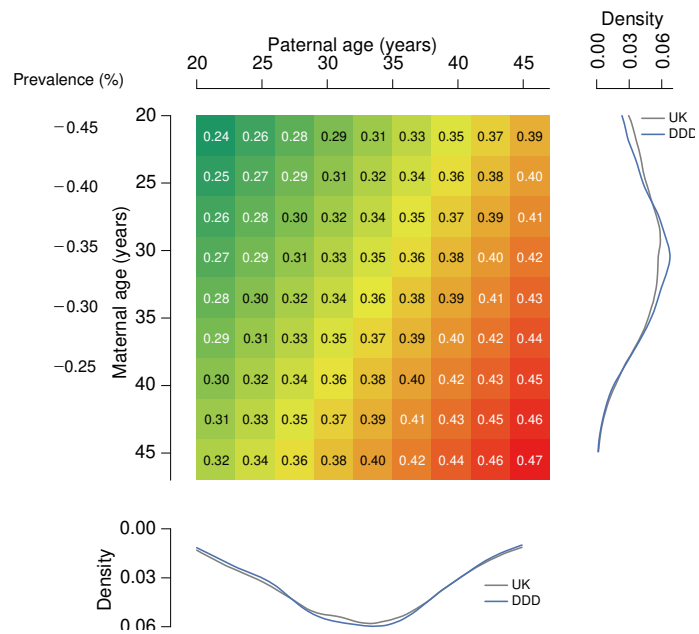 Density
0.00 0.03 0.06
Paternal age (years)
20 25 30 35 40 45
Prevalence (%)
−0.45
−0.40
−0.35
−0.30
−0.25
Maternal age (years)
20
25
30
35
40
45
0.24 0.26 0.28 0.29 0.31 0.33 0.35 0.37 0.39
0.25 0.27 0.29 0.31 0.32 0.34 0.36 0.38 0.40
0.26 0.28 0.30 0.32 0.34 0.35 0.37 0.39 0.41
0.27 0.29 0.31 0.33 0.35 0.36 0.38 0.40 0.42
0.28 0.30 0.32 0.34 0.36 0.38 0.39 0.41 0.43
0.29 0.31 0.33 0.35 0.37 0.39 0.40 0.42 0.44
0.30 0.32 0.34 0.36 0.38 0.40 0.42 0.43 0.45
0.31 0.33 0.35 0.37 0.39 0.41 0.43 0.45 0.46
0.32 0.34 0.36 0.38 0.40 0.42 0.44 0.46 0.47
UK
DDD
Density
0.00
0.03
0.06
UK
DDD